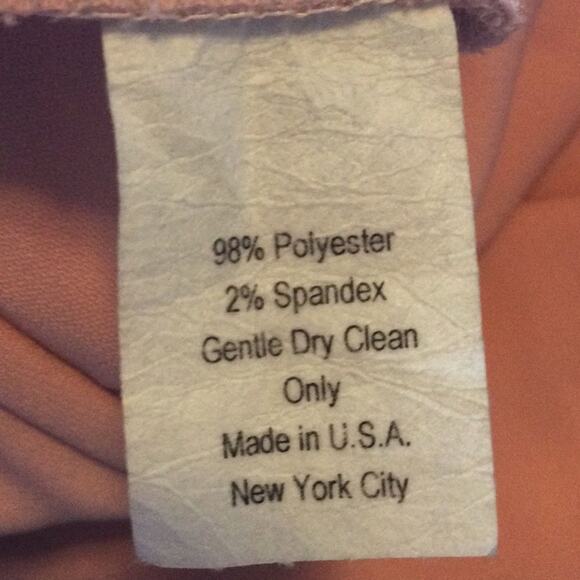 98% Polyester
2% Spandex
Gentle Dry Clean
Only
Made in U.S.A.
New York City